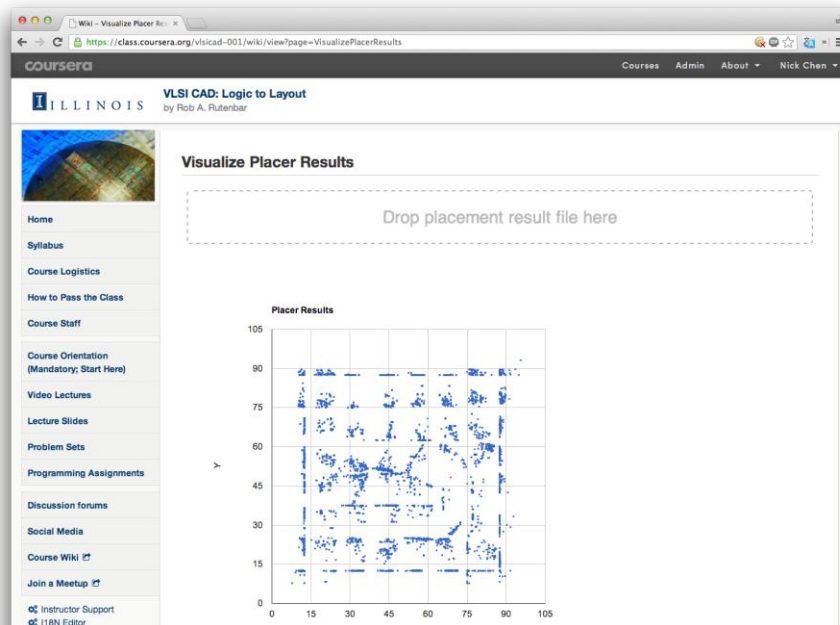 Wiki – Visualize Placer Res
https://class.coursera.org/vlsicad-001/wiki/view?page=VisualizePlacerResults
coursera
Courses Admin About Nick Chen
I ILLINOIS
VLSI CAD: Logic to Layout
by Rob A. Rutenbar
Visualize Placer Results
Drop placement result file here
Home
Syllabus
Course Logistics
How to Pass the Class
Course Staff
Course Orientation
(Mandatory; Start Here)
Video Lectures
Lecture Slides
Problem Sets
Programming Assignments
Discussion forums
Social Media
Course Wiki
Join a Meetup
Instructor Support
I18N Editor
Placer Results
105
90
75
60
Y
45
30
15
0
0 15 30 45 60 75 90 105